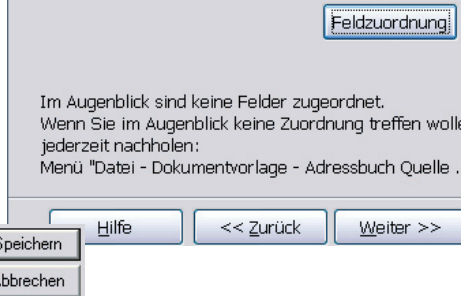 Feldzuordnung
Im Augenblick sind keine Felder zugeordnet.
Wenn Sie im Augenblick keine Zuordnung treffen wolle
jederzeit nachholen:
Menü "Datei - Dokumentvorlage - Adressbuch Quelle .
Hilfe
<< Zurück
Weiter >>
Speichern
Abbrechen